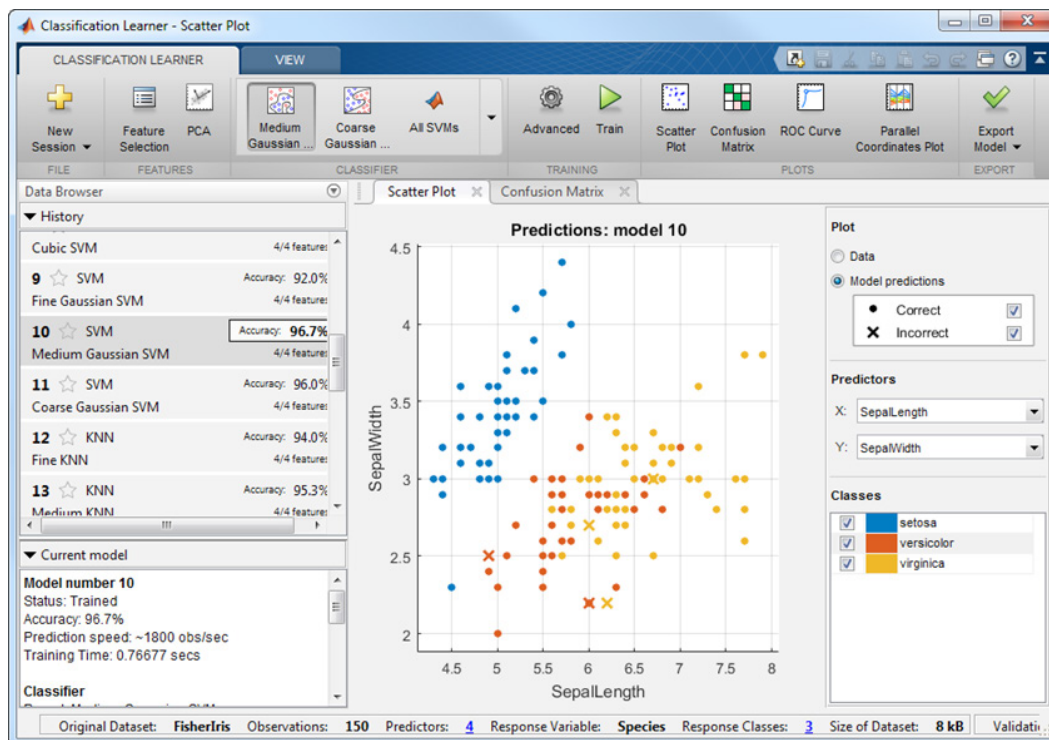 Classification Learner - Scatter Plot
CLASSIFICATION LEARNER VIEW
New Session
Feature Selection
PCA
Medium Gaussian ...
Coarse Gaussian ...
All SVMs
Advanced
Train
Scatter Plot
Confusion Matrix
ROC Curve
Parallel Coordinates Plot
Export Model
FILE FEATURES CLASSIFIER TRAINING PLOTS EXPORT
Data Browser
History
Cubic SVM 4/4 features
9 SVM Accuracy: 92.0%
Fine Gaussian SVM 4/4 features
10 SVM Accuracy: 96.7%
Medium Gaussian SVM 4/4 features
11 SVM Accuracy: 96.0%
Coarse Gaussian SVM 4/4 features
12 KNN Accuracy: 94.0%
Fine KNN 4/4 features
13 KNN Accuracy: 95.3%
Medium KNN 4/4 features
Current model
Model number 10
Status: Trained
Accuracy: 96.7%
Prediction speed: ~1800 obs/sec
Training Time: 0.76677 secs
Classifier
Scatter Plot Confusion Matrix
Predictions: model 10
4.5
4
3.5
3
2.5
2
SepalWidth
4.5 5 5.5 6 6.5 7 7.5 8
SepalLength
Plot
Data
Model predictions
Correct
Incorrect
Predictors
X: SepalLength
Y: SepalWidth
Classes
setosa
versicolor
virginica
Original Dataset: FisherIris Observations: 150 Predictors: 4 Response Variable: Species Response Classes: 3 Size of Dataset: 8 kB Validati